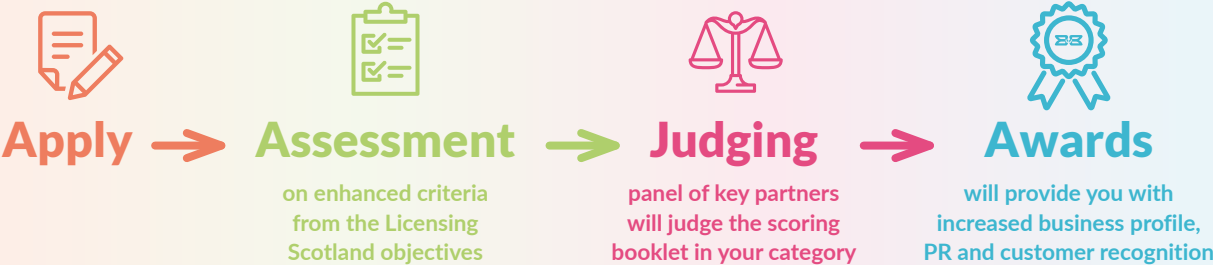 Apply
Assessment
on enhanced criteria
from the Licensing
Scotland objectives
Judging
panel of key partners
will judge the scoring
booklet in your category
Awards
will provide you with
increased business profile,
PR and customer recognition